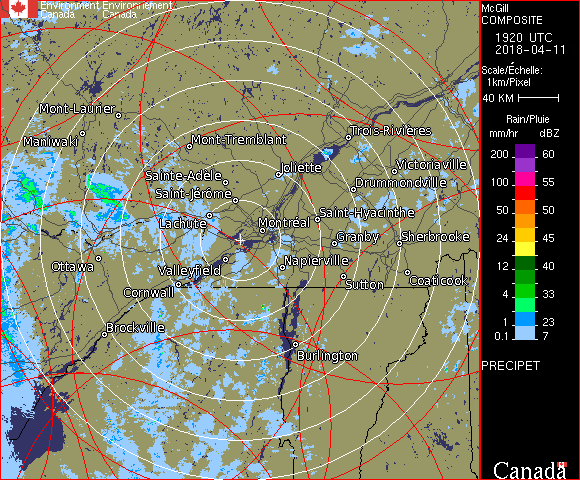 Environment Environnement
Canada Canada
McGill
COMPOSITE
1920 UTC
2018-04-11
Scale/Échelle:
1km/Pixel
40 KM
Rain/Pluie
mm/hr dBZ
200 60
100 55
50 50
24 45
12 40
4 33
1 30
0.5 23
0.1 7
PRECIPET
Canada
Mont-Laurier
Maniwaki
Mont-Tremblant
Trois-Rivières
Sainte-Adèle
Joliette
Victoriaville
Saint-Jérôme
Drummondville
Lachute
Montréal
Saint-Hyacinthe
Granby
Sherbrooke
Ottawa
Valleyfield
Napierville
Cornwall
Sutton
Coaticook
Brockville
Burlington